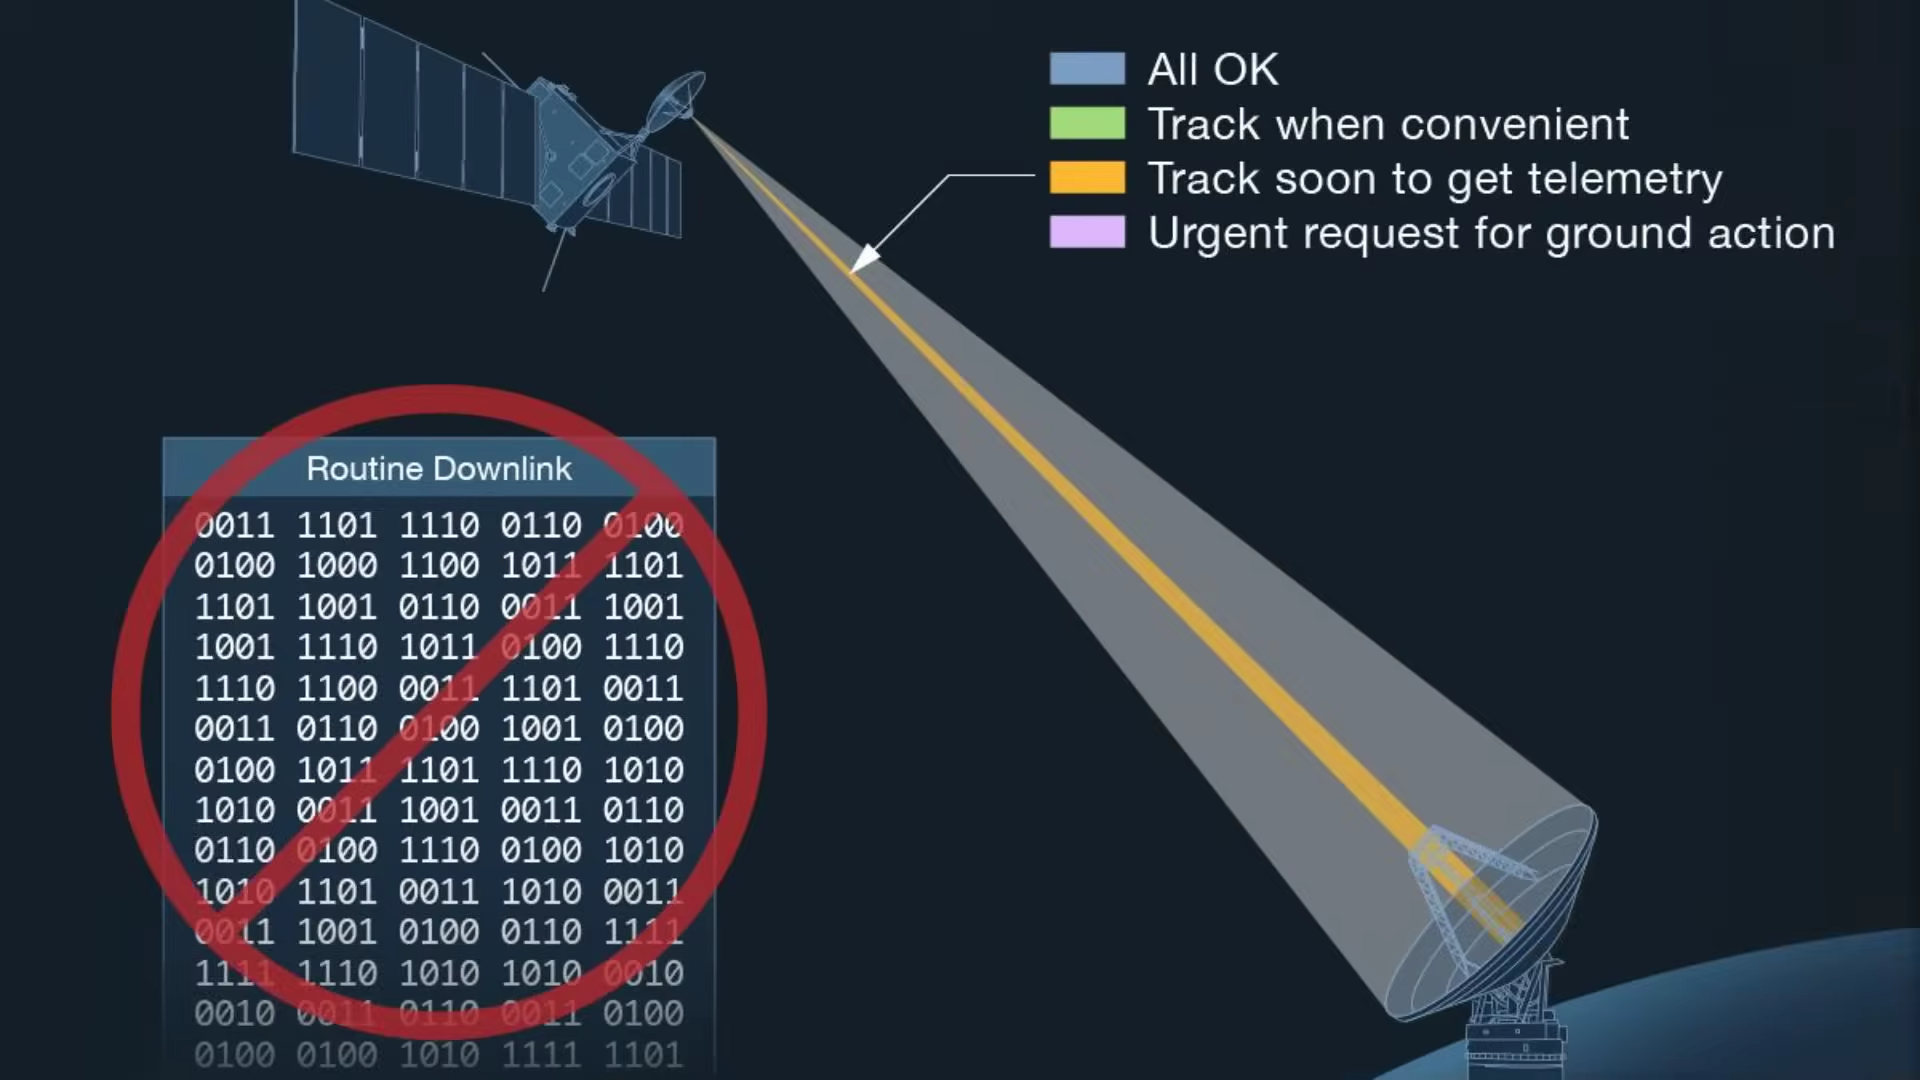 All OK
Track when convenient
Track soon to get telemetry
Urgent request for ground action
Routine Downlink
0011 1101 1110 0110 0100
0100 1000 1100 1011 1101
1101 1001 0110 0011 1001
1001 1110 1011 0100 1110
1110 1100 0011 1101 0011
0011 0110 0100 1001 0100
0100 1011 1101 1110 1010
1010 0011 1001 0011 0110
0110 0100 1110 0100 1010
1010 1101 0011 1010 0011
0011 1001 0100 0110 1111
1111 1110 1010 1010 0010
0010 0011 0110 0011 0100
0100 0100 1010 1111 1101